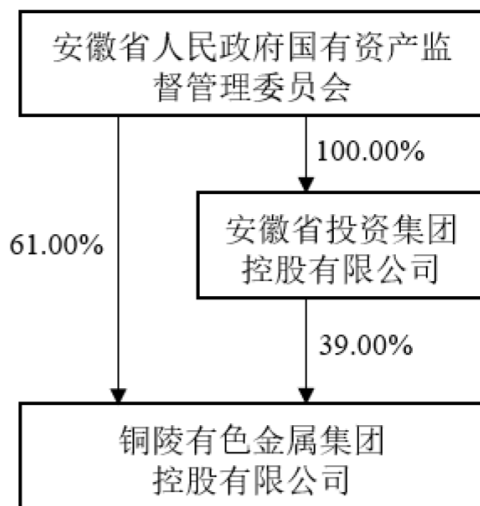 安徽省人民政府国有资产监
督管理委员会
100.00%
61.00%
安徽省投资集团
控股有限公司
39.00%
铜陵有色金属集团
控股有限公司